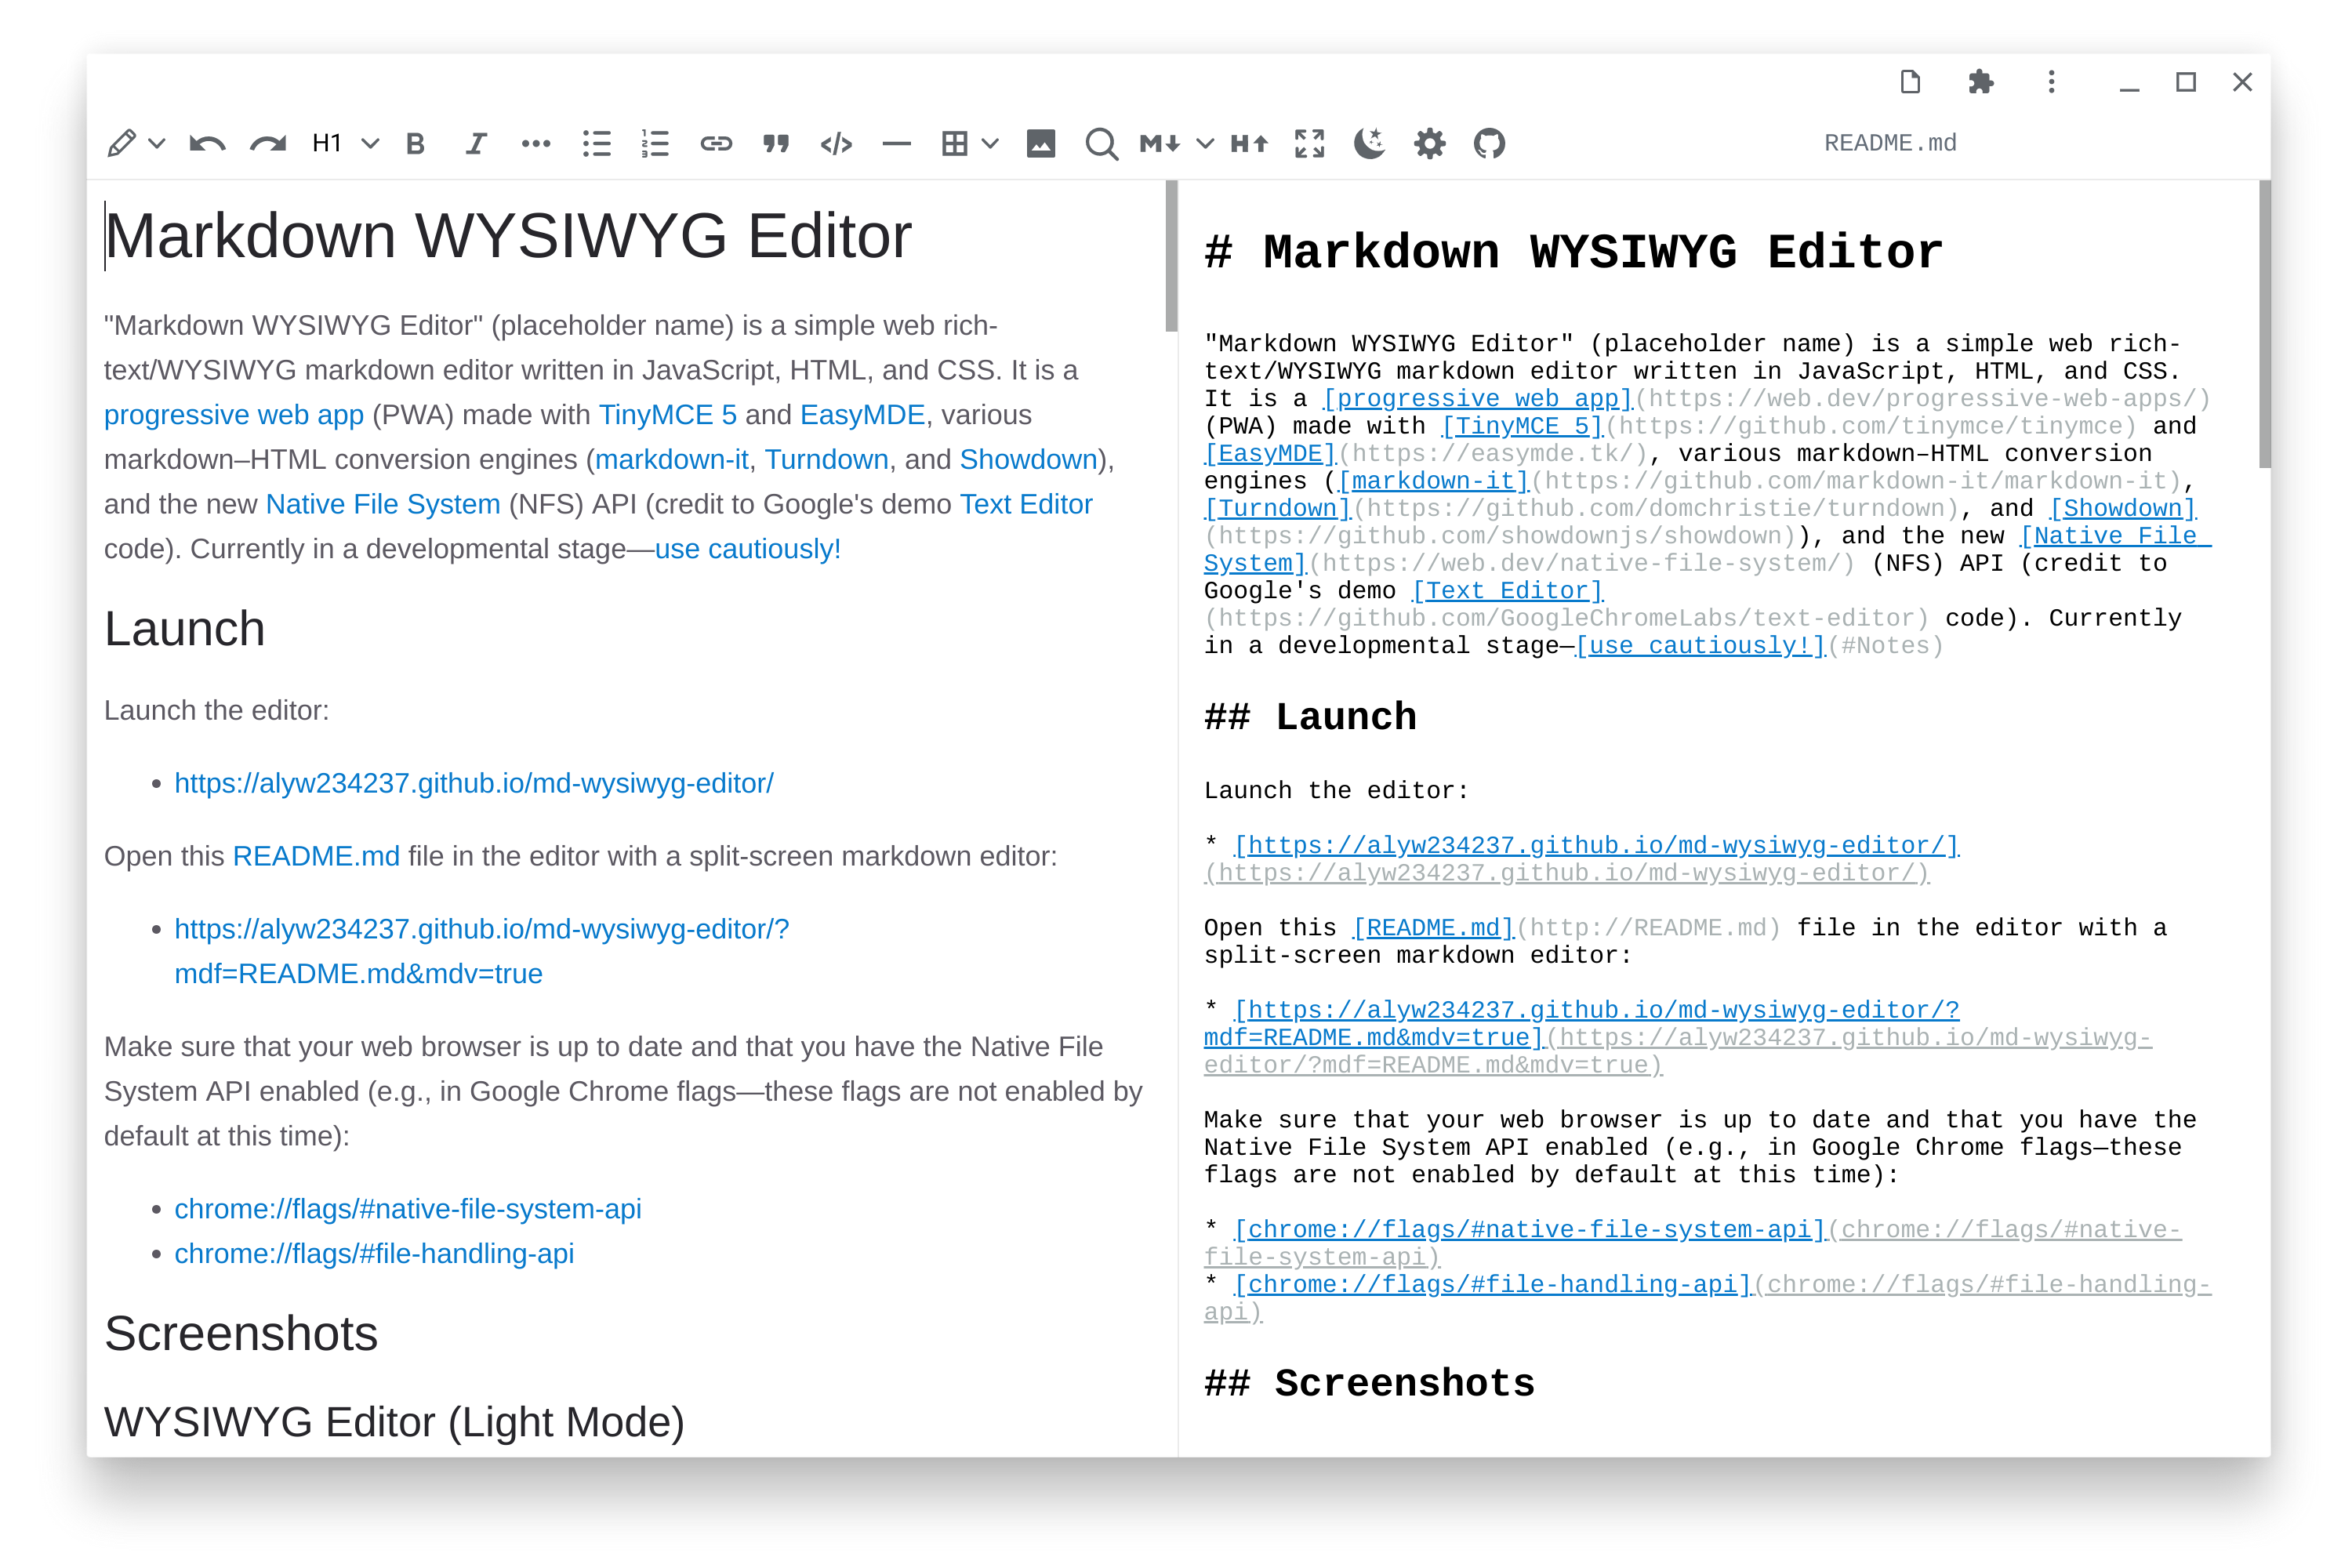 H1
README.md
Markdown WYSIWYG Editor
"Markdown WYSIWYG Editor" (placeholder name) is a simple web rich-
text/WYSIWYG markdown editor written in JavaScript, HTML, and CSS. It is a
progressive web app (PWA) made with TinyMCE 5 and EasyMDE, various
markdown–HTML conversion engines (markdown-it, Turndown, and Showdown),
and the new Native File System (NFS) API (credit to Google's demo Text Editor
code). Currently in a developmental stage—use cautiously!
Launch
Launch the editor:
• https://alyw234237.github.io/md-wysiwyg-editor/
Open this README.md file in the editor with a split-screen markdown editor:
• https://alyw234237.github.io/md-wysiwyg-editor/?
mdf=README.md&mdv=true
Make sure that your web browser is up to date and that you have the Native File
System API enabled (e.g., in Google Chrome flags—these flags are not enabled by
default at this time):
• chrome://flags/#native-file-system-api
• chrome://flags/#file-handling-api
Screenshots
WYSIWYG Editor (Light Mode)
# Markdown WYSIWYG Editor
"Markdown WYSIWYG Editor" (placeholder name) is a simple web rich-
text/WYSIWYG markdown editor written in JavaScript, HTML, and CSS.
It is a [progressive web app](https://web.dev/progressive-web-apps/)
(PWA) made with [TinyMCE 5](https://github.com/tinymce/tinymce) and
[EasyMDE](https://easymde.tk/), various markdown–HTML conversion
engines ([markdown-it](https://github.com/markdown-it/markdown-it),
[Turndown](https://github.com/domchristie/turndown), and [Showdown]
(https://github.com/showdownjs/showdown)), and the new [Native File
System](https://web.dev/native-file-system/) (NFS) API (credit to
Google's demo [Text Editor]
(https://github.com/GoogleChromeLabs/text-editor) code). Currently
in a developmental stage—[use cautiously!](#Notes)
## Launch
Launch the editor:
* [https://alyw234237.github.io/md-wysiwyg-editor/]
(https://alyw234237.github.io/md-wysiwyg-editor/)
Open this [README.md](http://README.md) file in the editor with a
split-screen markdown editor:
* [https://alyw234237.github.io/md-wysiwyg-editor/?
mdf=README.md&mdv=true](https://alyw234237.github.io/md-wysiwyg-
editor/?mdf=README.md&mdv=true)
Make sure that your web browser is up to date and that you have the
Native File System API enabled (e.g., in Google Chrome flags—these
flags are not enabled by default at this time):
* [chrome://flags/#native-file-system-api](chrome://flags/#native-
file-system-api)
* [chrome://flags/#file-handling-api](chrome://flags/#file-handling-
api)
## Screenshots